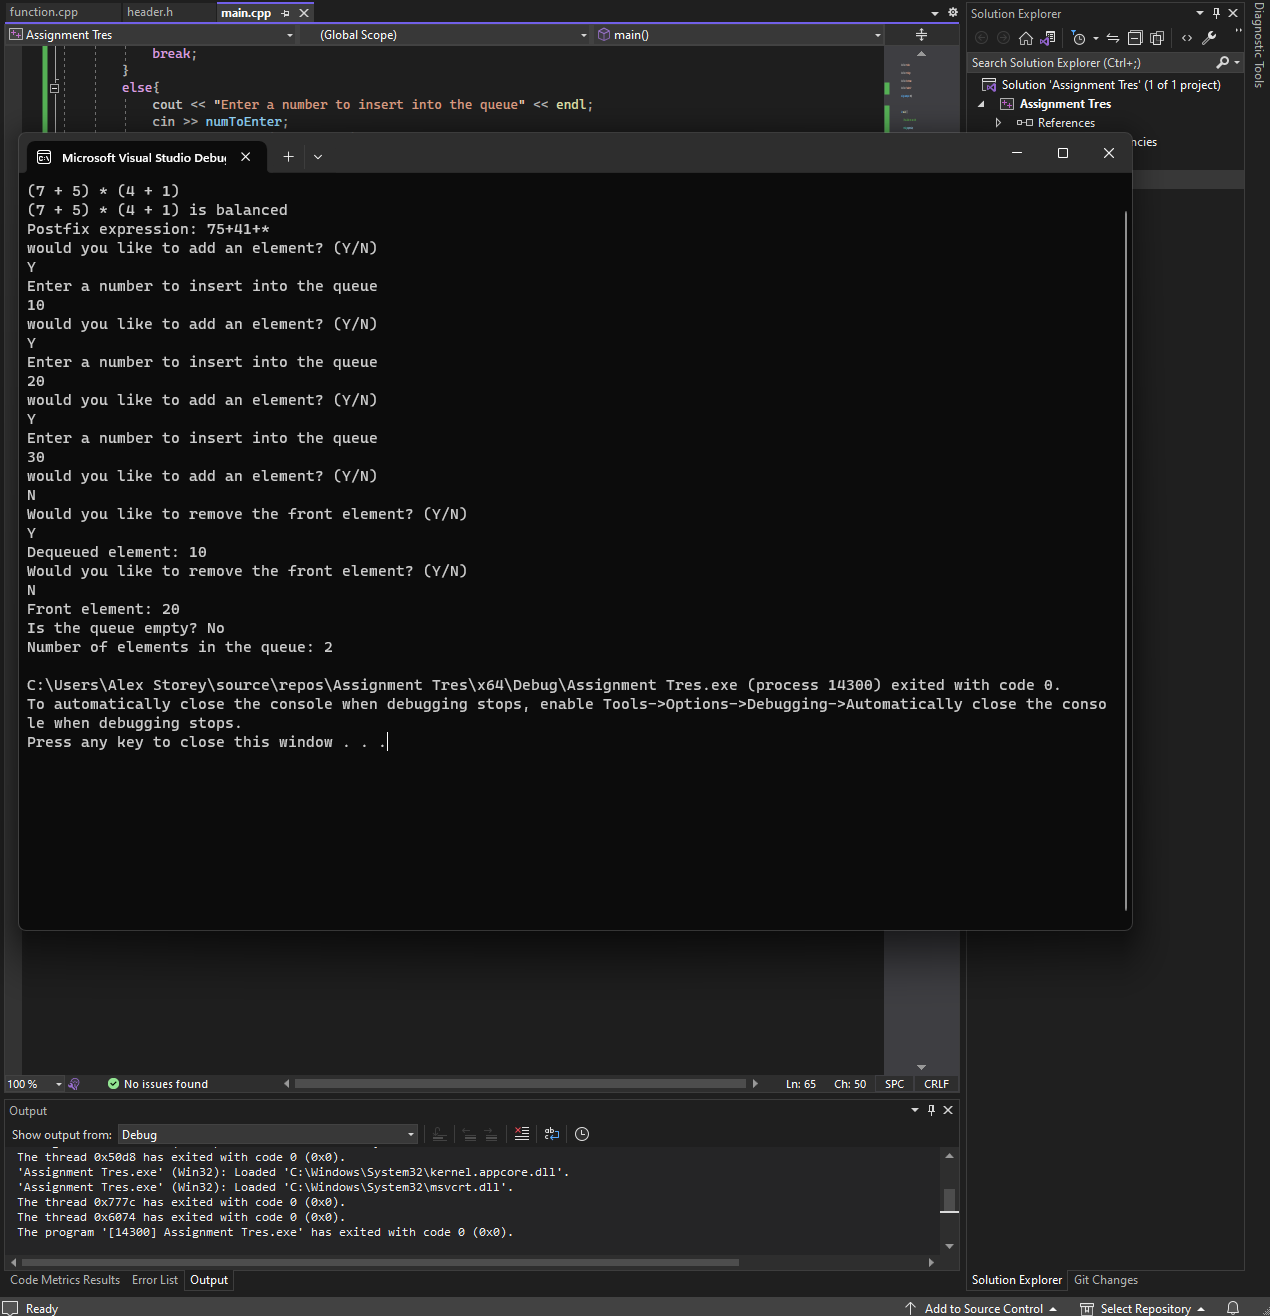 function.cpp header.h main.cpp
Assignment Tres (Global Scope) main()
break;
}
else{
cout << "Enter a number to insert into the queue" << endl;
cin >> numToEnter;
Microsoft Visual Studio Debu
(7 + 5) * (4 + 1)
(7 + 5) * (4 + 1) is balanced
Postfix expression: 75+41+*
would you like to add an element? (Y/N)
Y
Enter a number to insert into the queue
10
would you like to add an element? (Y/N)
Y
Enter a number to insert into the queue
20
would you like to add an element? (Y/N)
Y
Enter a number to insert into the queue
30
would you like to add an element? (Y/N)
N
Would you like to remove the front element? (Y/N)
Y
Dequeued element: 10
Would you like to remove the front element? (Y/N)
N
Front element: 20
Is the queue empty? No
Number of elements in the queue: 2
C:\Users\Alex Storey\source\repos\Assignment Tres\x64\Debug\Assignment Tres.exe (process 14300) exited with code 0.
To automatically close the console when debugging stops, enable Tools->Options->Debugging->Automatically close the conso
le when debugging stops.
Press any key to close this window . . .
Solution Explorer
Search Solution Explorer (Ctrl+;)
Solution 'Assignment Tres' (1 of 1 project)
Assignment Tres
References
ncies
Diagnostic Tools
100 % No issues found Ln: 65 Ch: 50 SPC CRLF
Output
Show output from: Debug
The thread 0x50d8 has exited with code 0 (0x0).
'Assignment Tres.exe' (Win32): Loaded 'C:\Windows\System32\kernel.appcore.dll'.
'Assignment Tres.exe' (Win32): Loaded 'C:\Windows\System32\msvcrt.dll'.
The thread 0x777c has exited with code 0 (0x0).
The thread 0x6074 has exited with code 0 (0x0).
The program '[14300] Assignment Tres.exe' has exited with code 0 (0x0).
Code Metrics Results Error List Output
Solution Explorer Git Changes
Ready Add to Source Control Select Repository